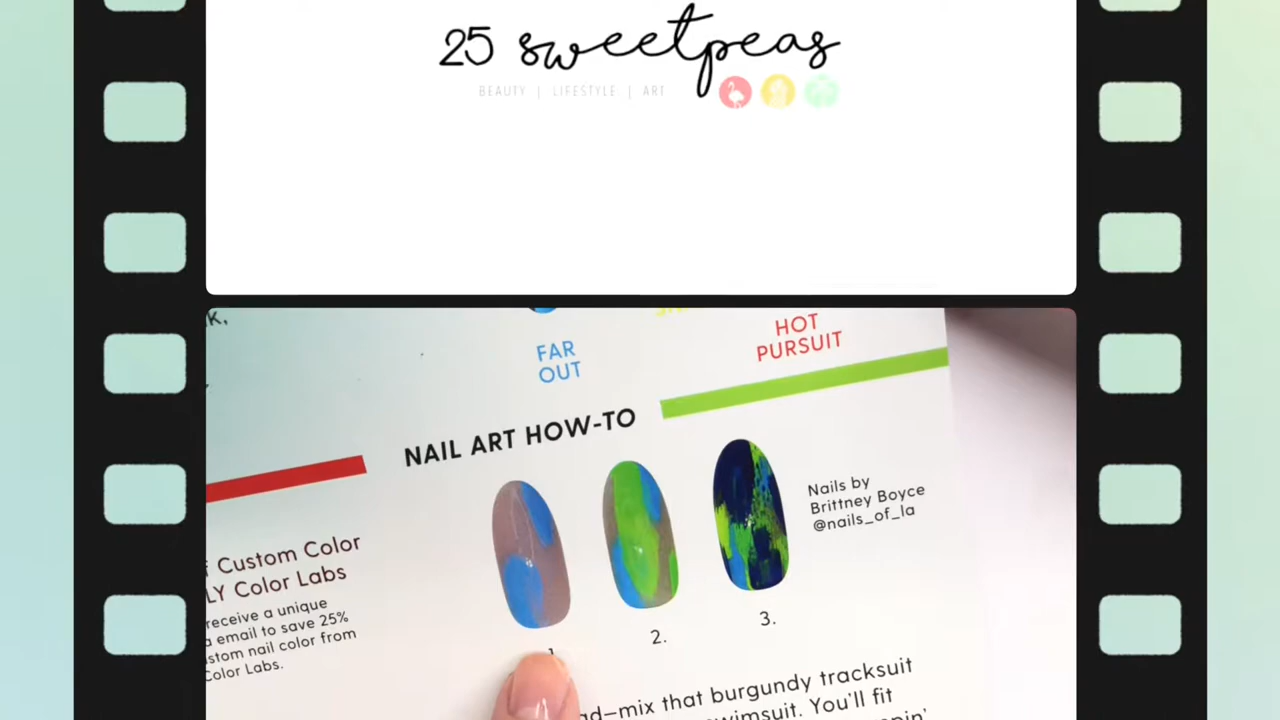 25 sweetpeas
BEAUTY | LIFESTYLE | ART
FAR
OUT
HOT
PURSUIT
NAIL ART HOW-TO
Nails by
Brittney Boyce
@nails_of_la
Custom Color
LY Color Labs
receive a unique
email to save 25%
nail color from
Color Labs.
1.
2.
3.
mix that burgundy tracksuit
You'll fit